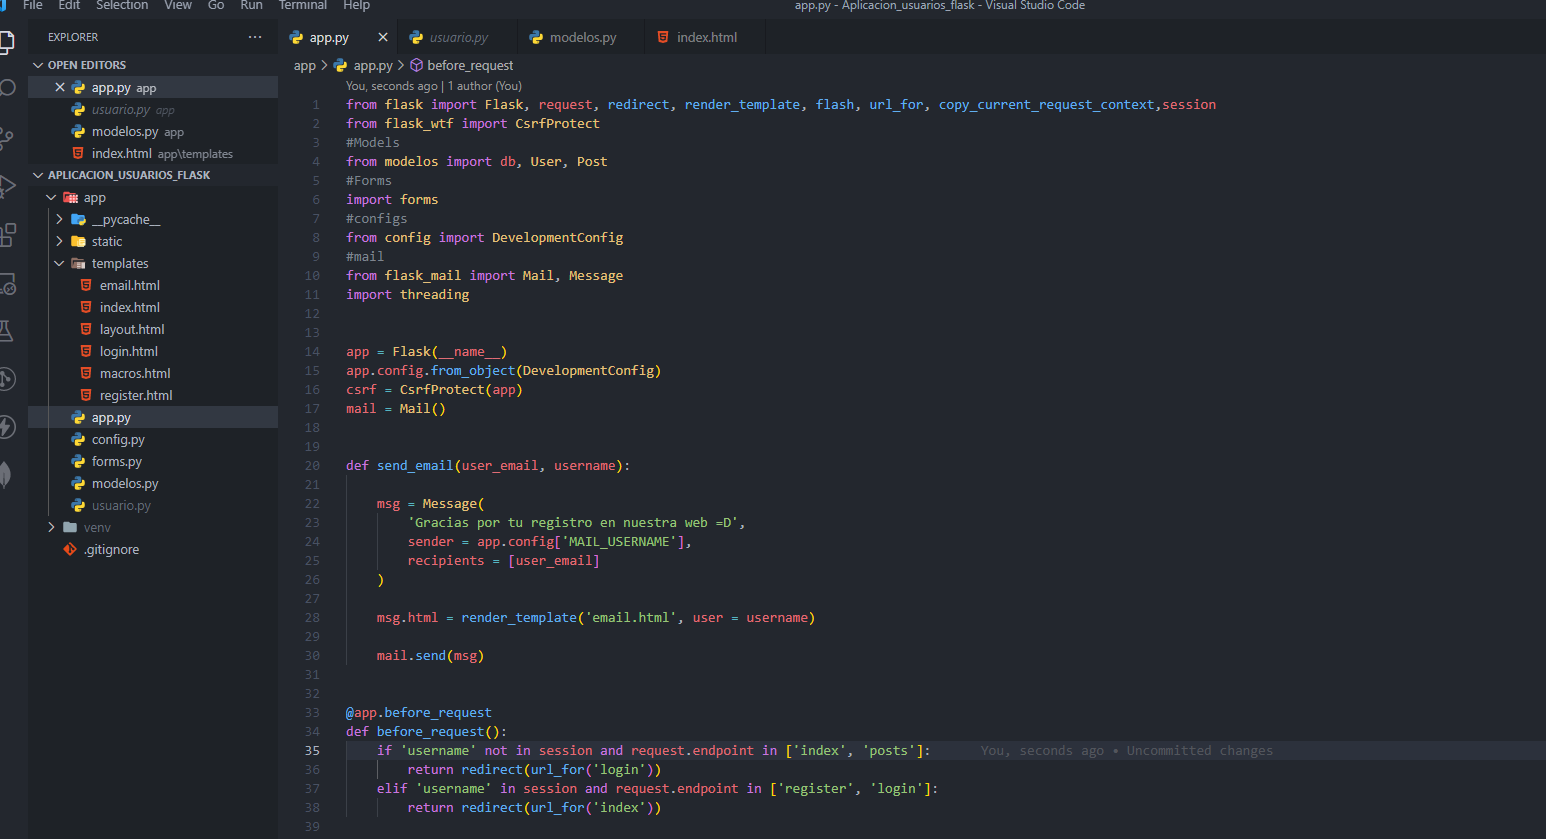 File Edit Selection View Go Run Terminal Help app.py - Aplicacion_usuarios_flask - Visual Studio Code
EXPLORER ···
OPEN EDITORS
app.py app
usuario.py app
modelos.py app
index.html app\templates
APLICACION_USUARIOS_FLASK
app
__pycache__
static
templates
email.html
index.html
layout.html
login.html
macros.html
register.html
app.py
config.py
forms.py
modelos.py
usuario.py
venv
.gitignore
app.py usuario.py modelos.py index.html
app > app.py > before_request
You, seconds ago | 1 author (You)
1 from flask import Flask, request, redirect, render_template, flash, url_for, copy_current_request_context,session
2 from flask_wtf import CsrfProtect
3 #Models
4 from modelos import db, User, Post
5 #Forms
6 import forms
7 #configs
8 from config import DevelopmentConfig
9 #mail
10 from flask_mail import Mail, Message
11 import threading
12
13
14 app = Flask(__name__)
15 app.config.from_object(DevelopmentConfig)
16 csrf = CsrfProtect(app)
17 mail = Mail()
18
19
20 def send_email(user_email, username):
21
22 msg = Message(
23 'Gracias por tu registro en nuestra web =D',
24 sender = app.config['MAIL_USERNAME'],
25 recipients = [user_email]
26 )
27
28 msg.html = render_template('email.html', user = username)
29
30 mail.send(msg)
31
32
33 @app.before_request
34 def before_request():
35 if 'username' not in session and request.endpoint in ['index', 'posts']: You, seconds ago • Uncommitted changes
36 return redirect(url_for('login'))
37 elif 'username' in session and request.endpoint in ['register', 'login']:
38 return redirect(url_for('index'))
39